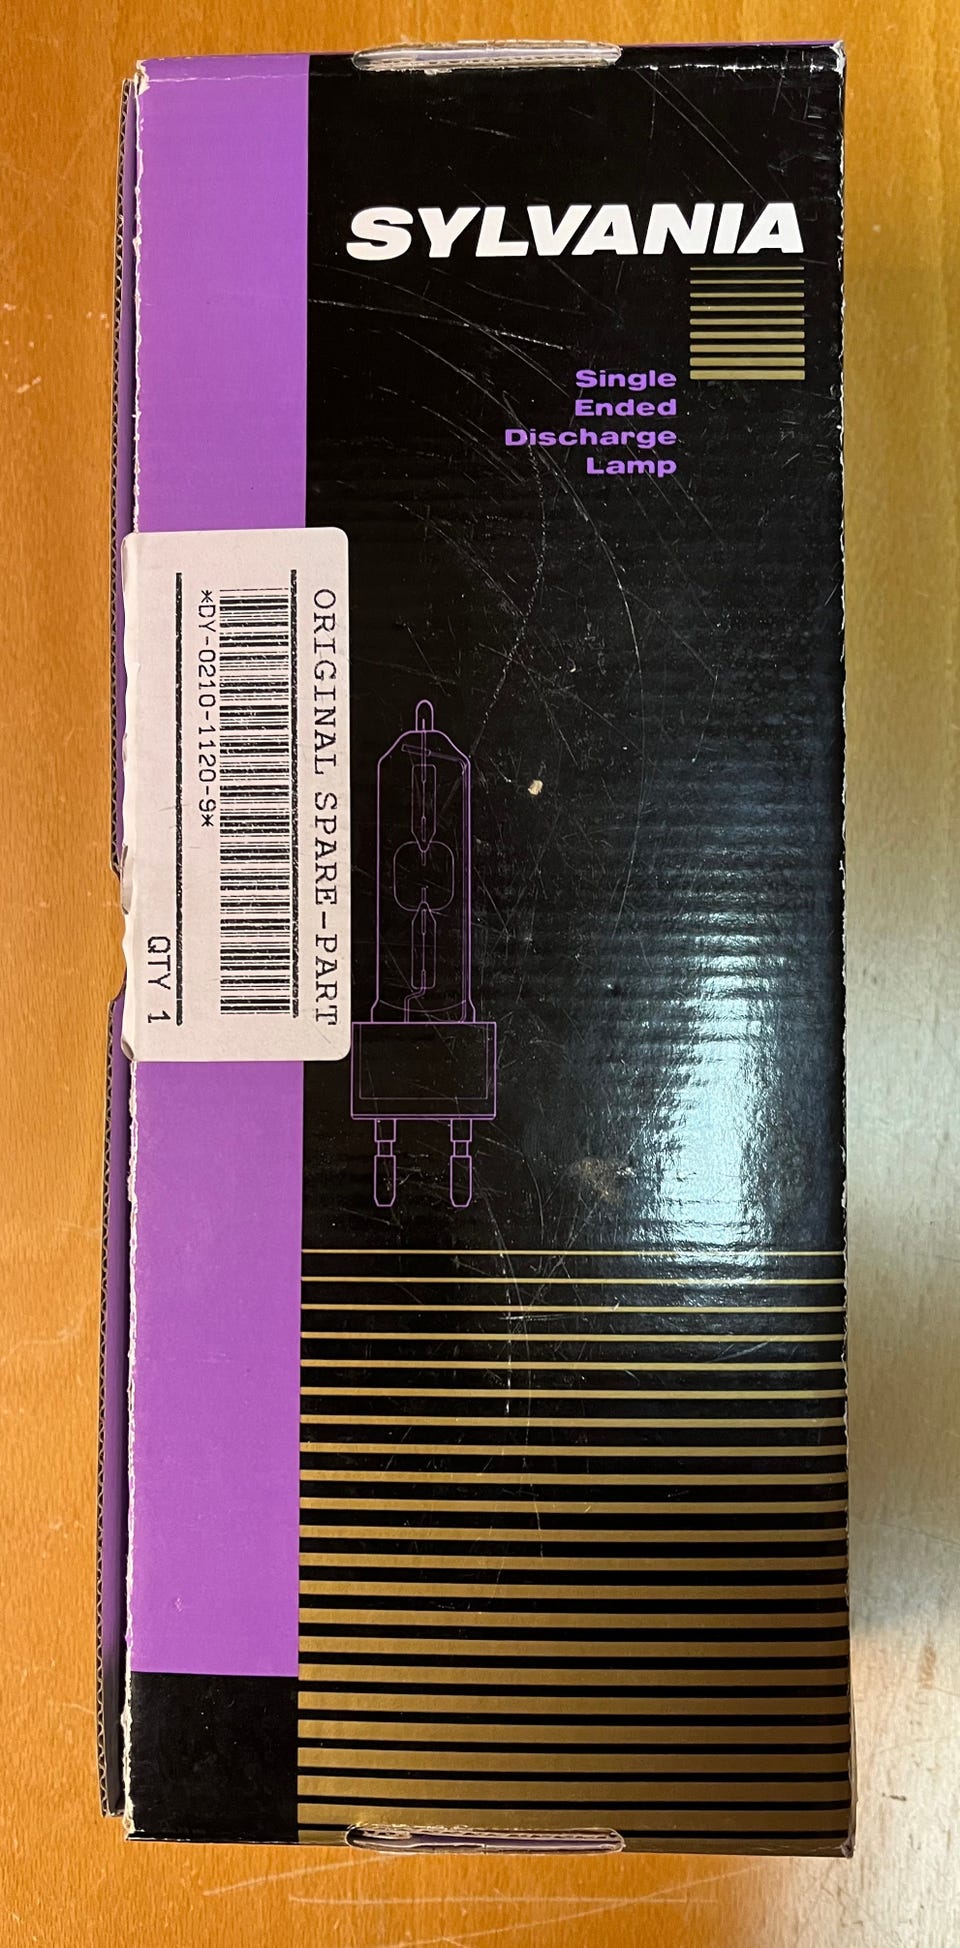 SYLVANIA
Single
Ended
Discharge
Lamp
ORIGINAL SPARE-PART
*DY-0210-1120-9*
QTY 1